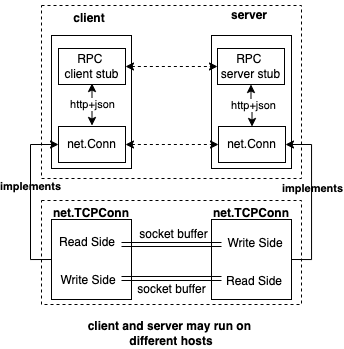 client
server
RPC
client stub
RPC
server stub
http+json
http+json
net.Conn
net.Conn
implements
implements
net.TCPConn
net.TCPConn
Read Side
socket buffer
Write Side
Write Side
socket buffer
Read Side
client and server may run on
different hosts